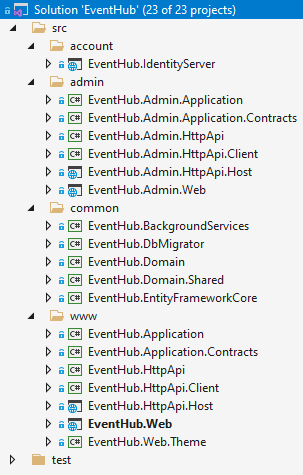 Solution 'EventHub' (23 of 23 projects)
src
account
EventHub.IdentityServer
admin
C# EventHub.Admin.Application
C# EventHub.Admin.Application.Contracts
C# EventHub.Admin.HttpApi
C# EventHub.Admin.HttpApi.Client
EventHub.Admin.HttpApi.Host
EventHub.Admin.Web
common
C# EventHub.BackgroundServices
C# EventHub.DbMigrator
C# EventHub.Domain
C# EventHub.Domain.Shared
C# EventHub.EntityFrameworkCore
www
C# EventHub.Application
C# EventHub.Application.Contracts
C# EventHub.HttpApi
C# EventHub.HttpApi.Client
EventHub.HttpApi.Host
EventHub.Web
C# EventHub.Web.Theme
test